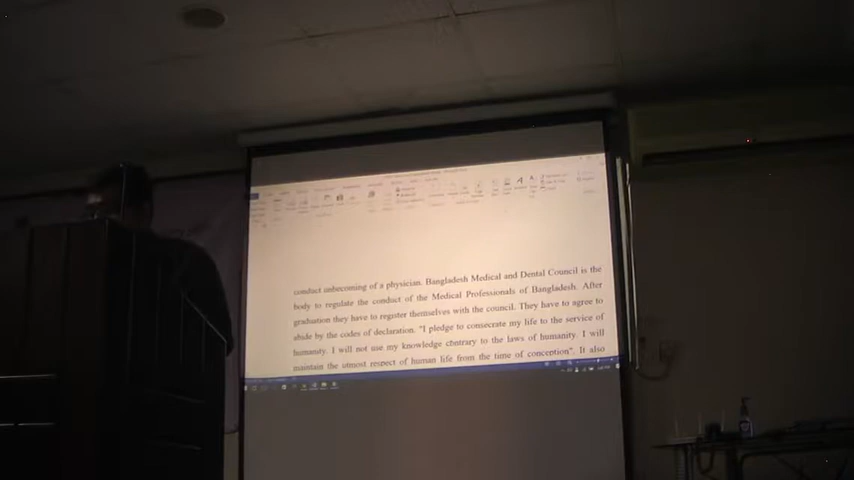 conduct unbecoming of a physician. Bangladesh Medical and Dental Council is the
body to regulate the conduct of the Medical Professionals of Bangladesh. After
graduation they have to register themselves with the council. They have to agree to
abide by the codes of declaration. "I pledge to consecrate my life to the service of
humanity. I will not use my knowledge contrary to the laws of humanity. I will
maintain the utmost respect of human life from the time of conception". It also